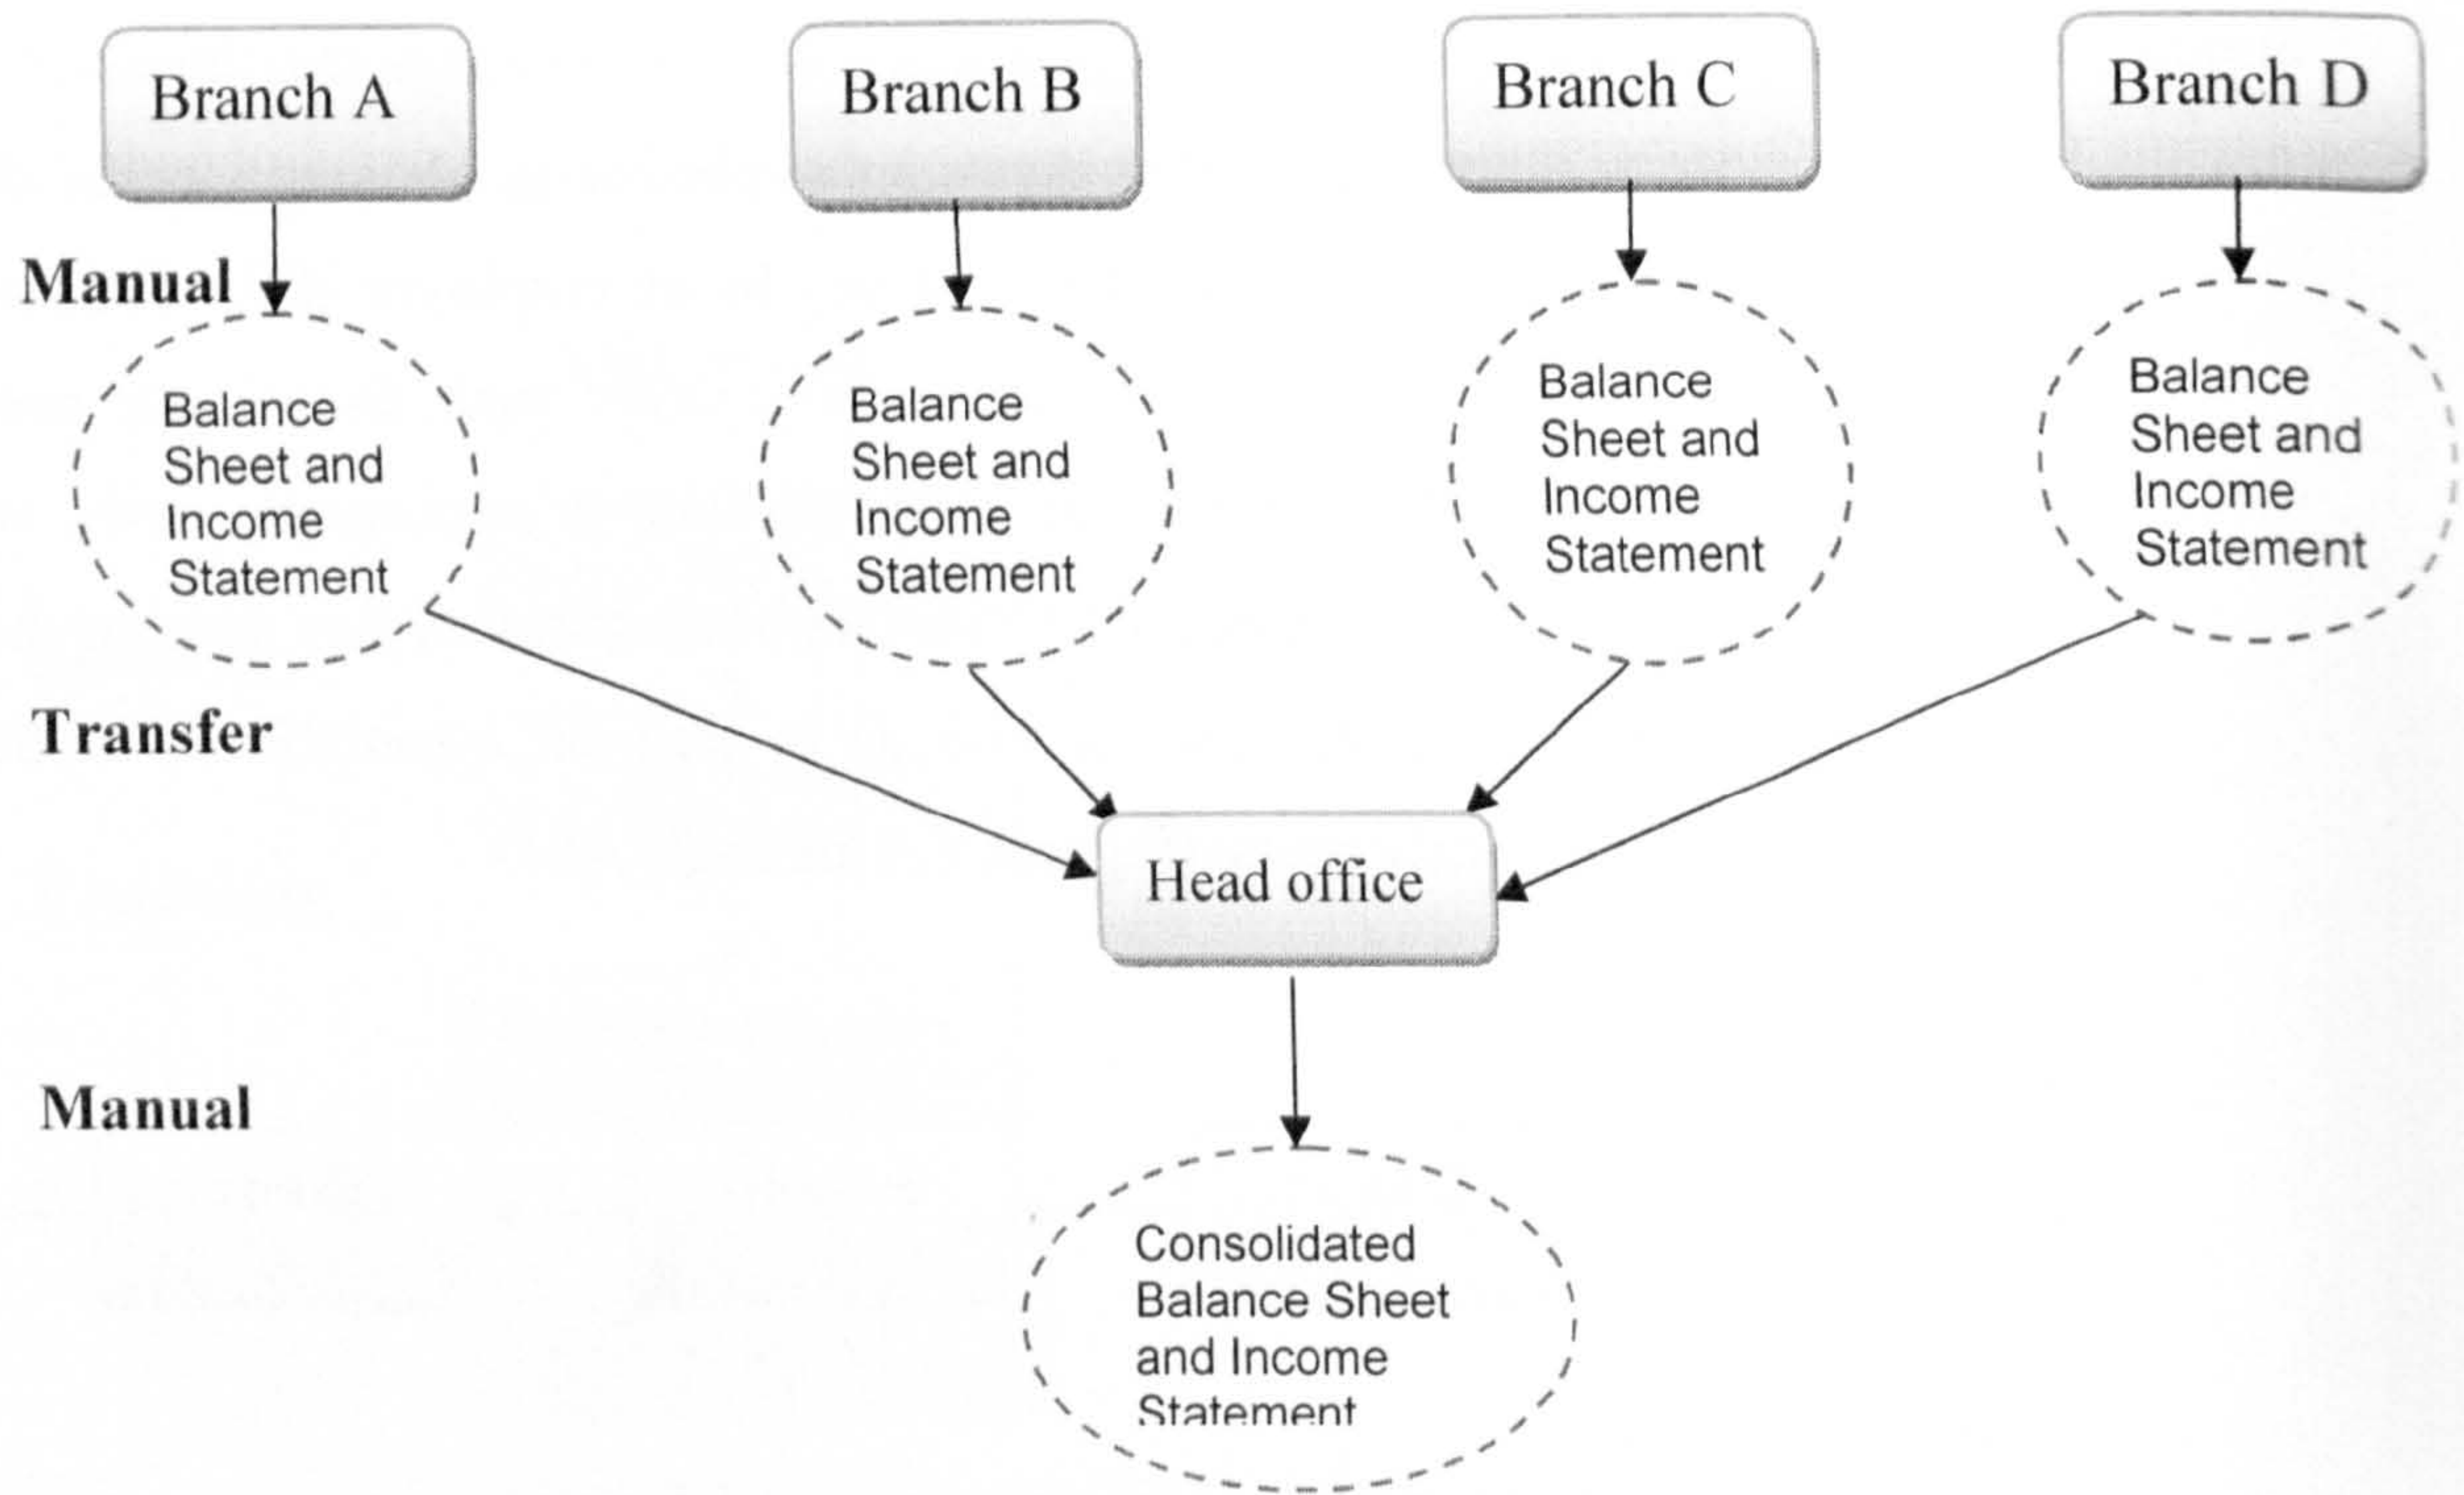 Branch A
Branch B
Branch C
Branch D
Manual
Balance
Sheet and
Income
Statement
Balance
Sheet and
Income
Statement
Balance
Sheet and
Income
Statement
Balance
Sheet and
Income
Statement
Transfer
Head office
Manual
Consolidated
Balance Sheet
and Income
Statement